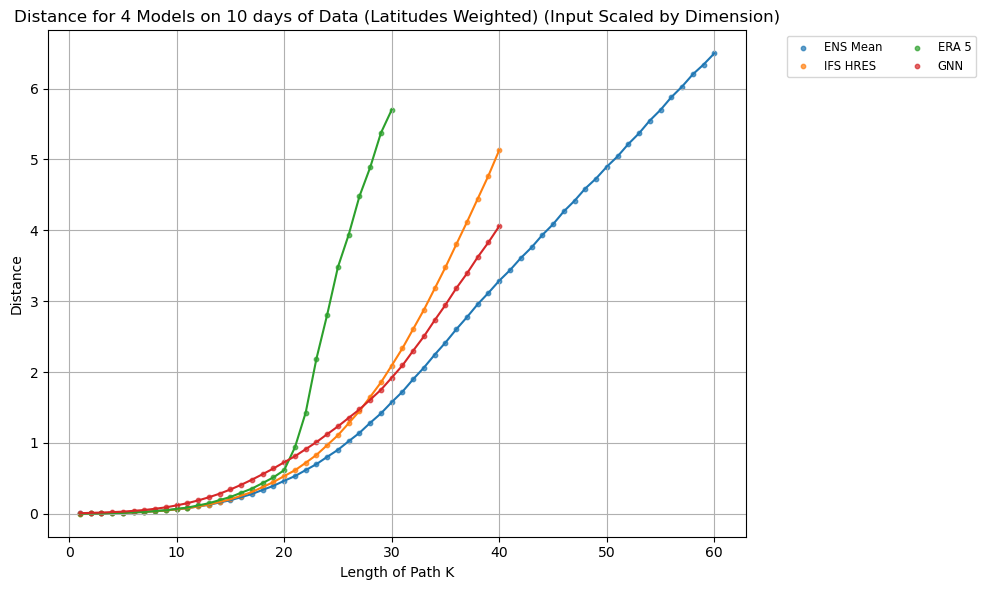 Distance for 4 Models on 10 days of Data (Latitudes Weighted) (Input Scaled by Dimension)
ENS Mean ERA 5
IFS HRES GNN
6
5
4
3
2
1
0
Distance
0 10 20 30 40 50 60
Length of Path K